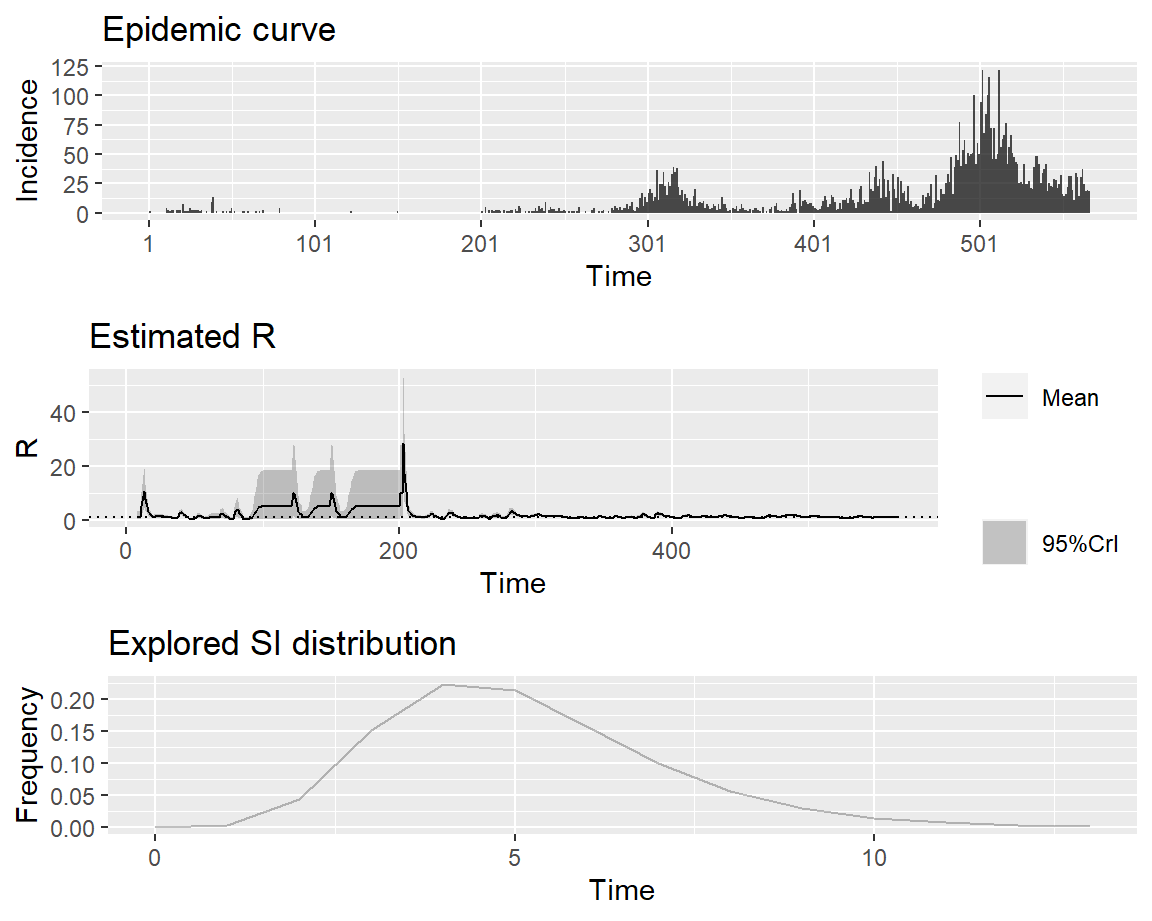 Epidemic curve
Incidence
125
100
75
50
25
0
1
101
201
301
401
501
Time
Estimated R
R
40
20
0
0
200
400
Time
Mean
95%CrI
Explored SI distribution
Frequency
0.20
0.15
0.10
0.05
0.00
0
5
10
Time